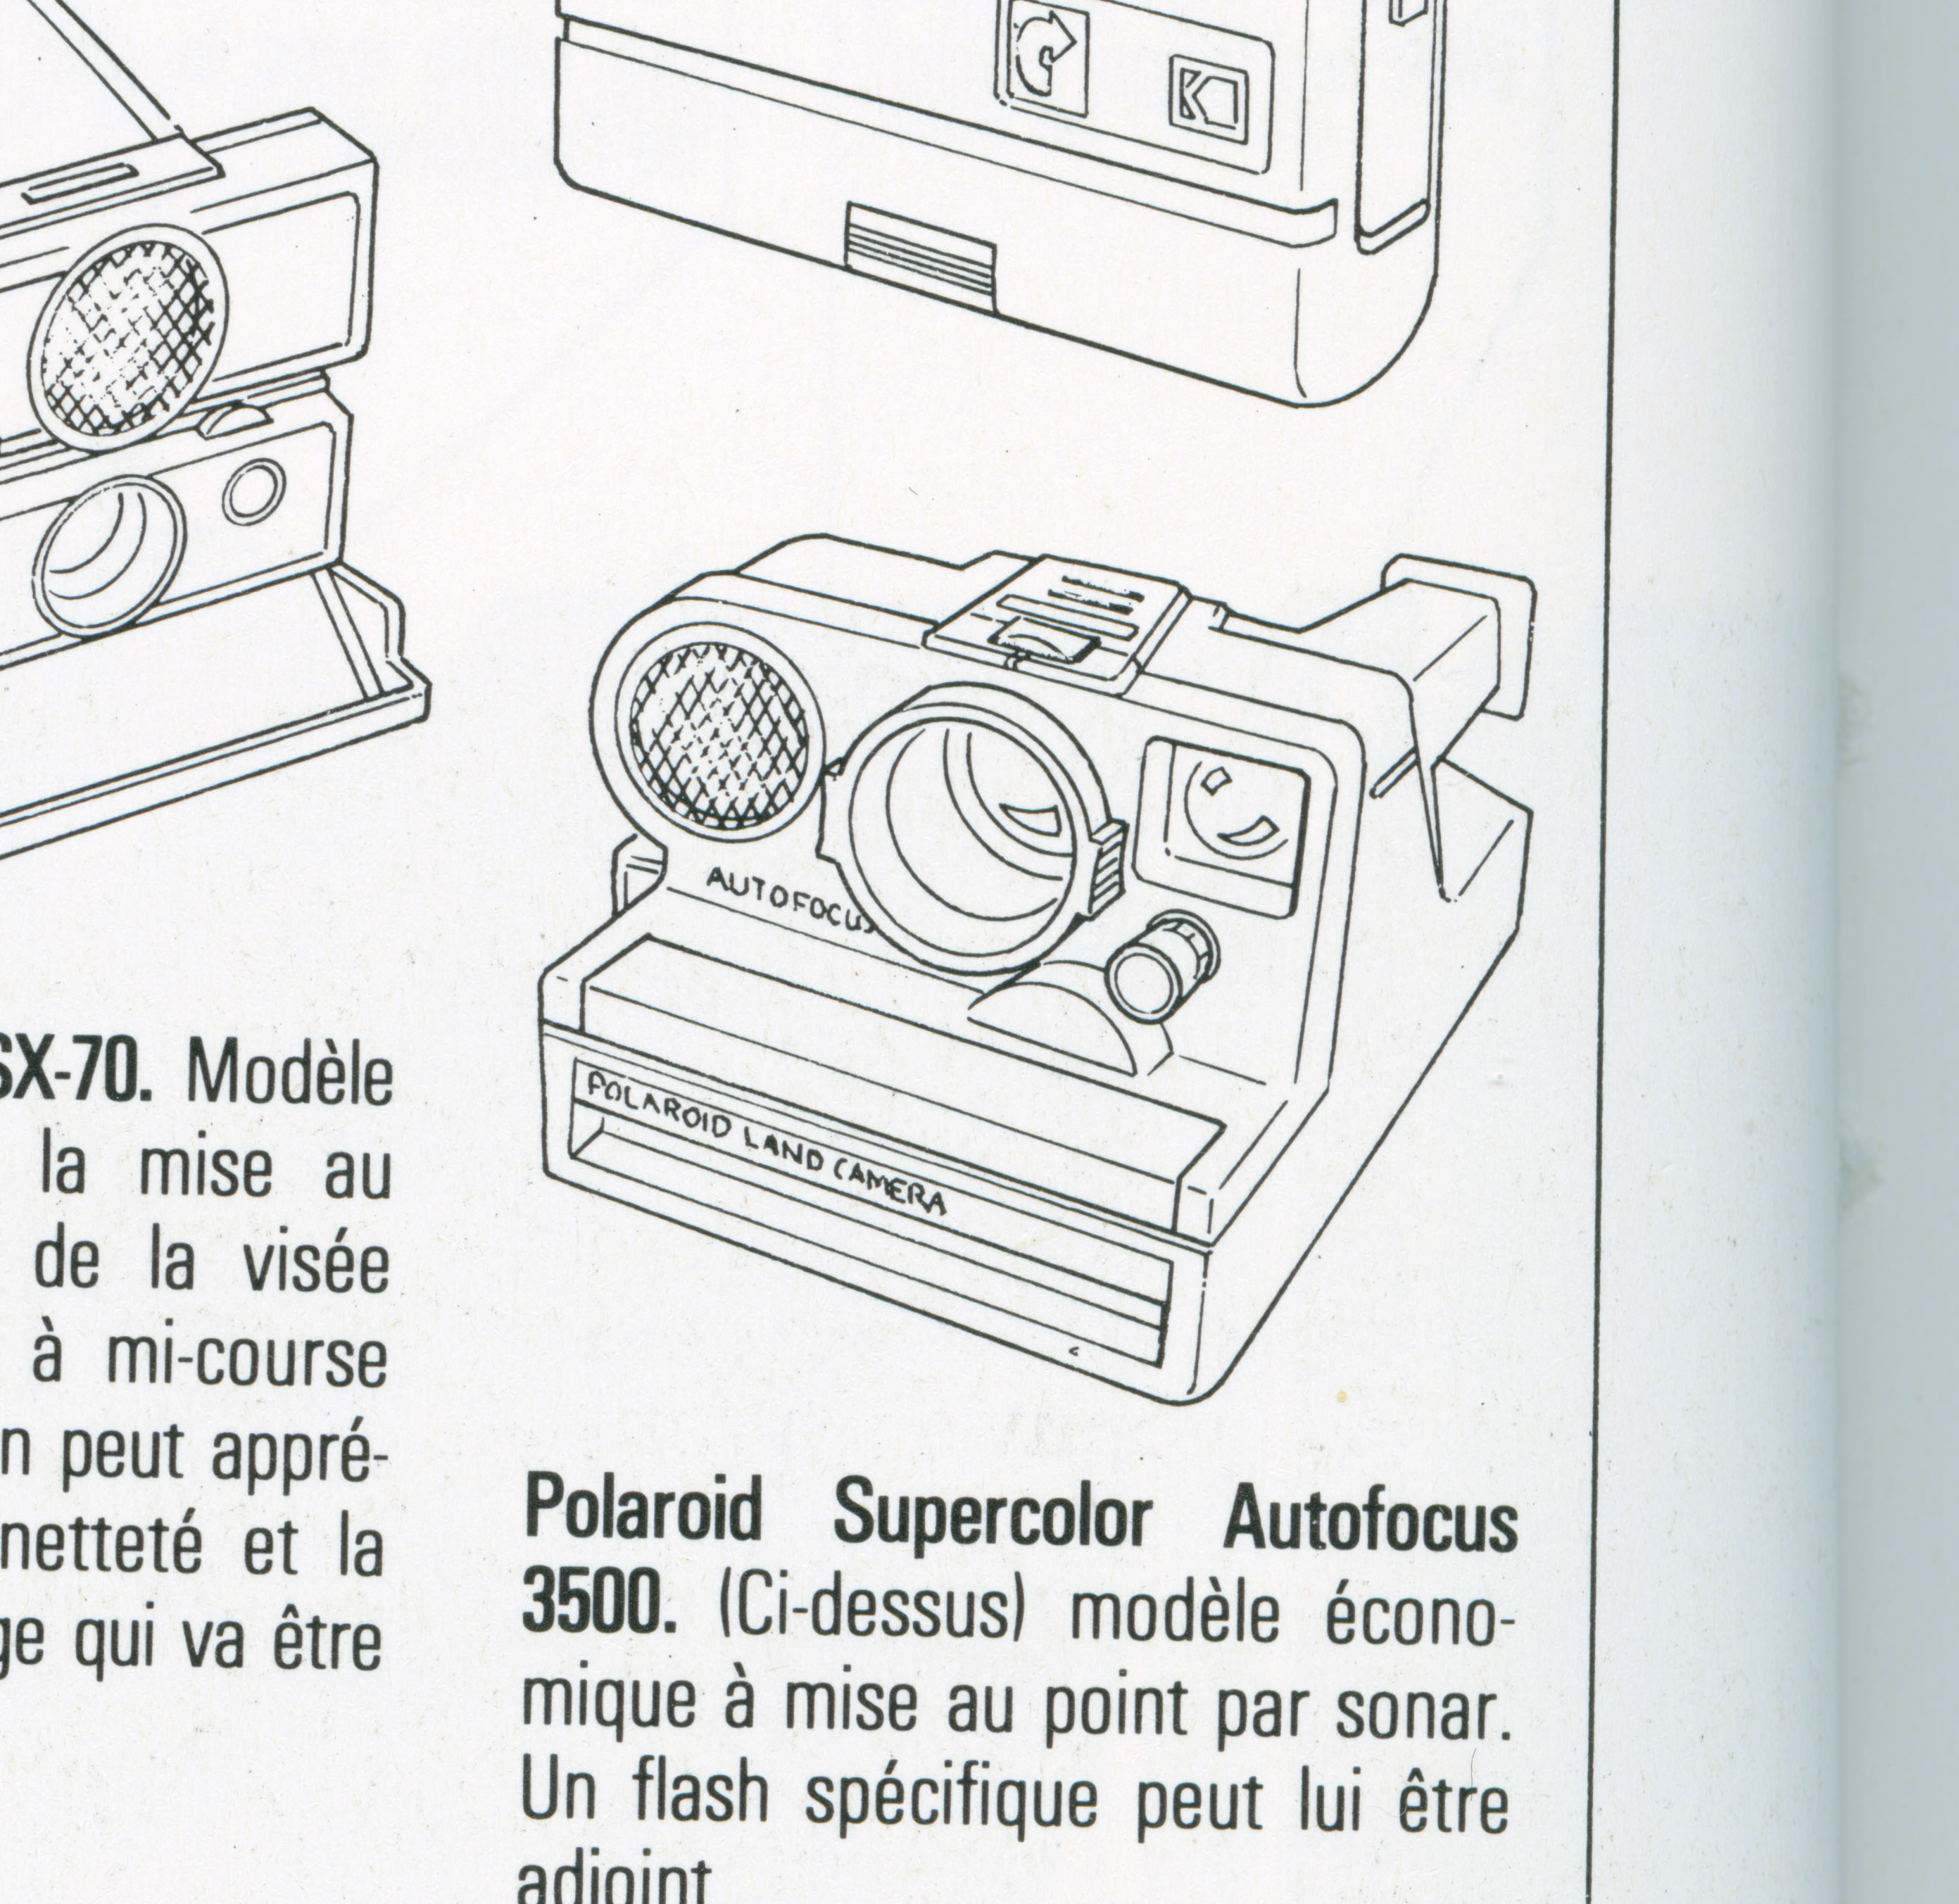 AUTOFOCUS
POLAROID LAND CAMERA
SX-70. Modèle
la mise au
de la visée
à mi-course
peut appré-
netteté et la
qui va être
Polaroid Supercolor Autofocus
3500. (Ci-dessus) modèle écono-
mique à mise au point par sonar.
Un flash spécifique peut lui être
adjoint